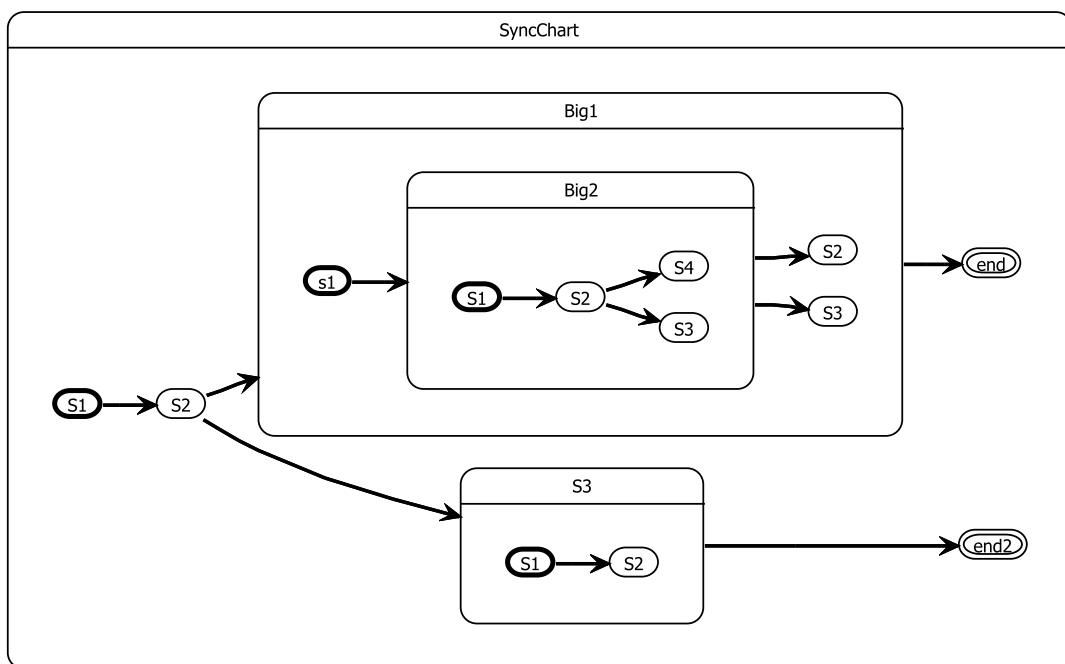 SyncChart
Big1
Big2
S2
S4
end
s1
S1
S2
S3
S3
S1
S2
S3
end2
S1
S2